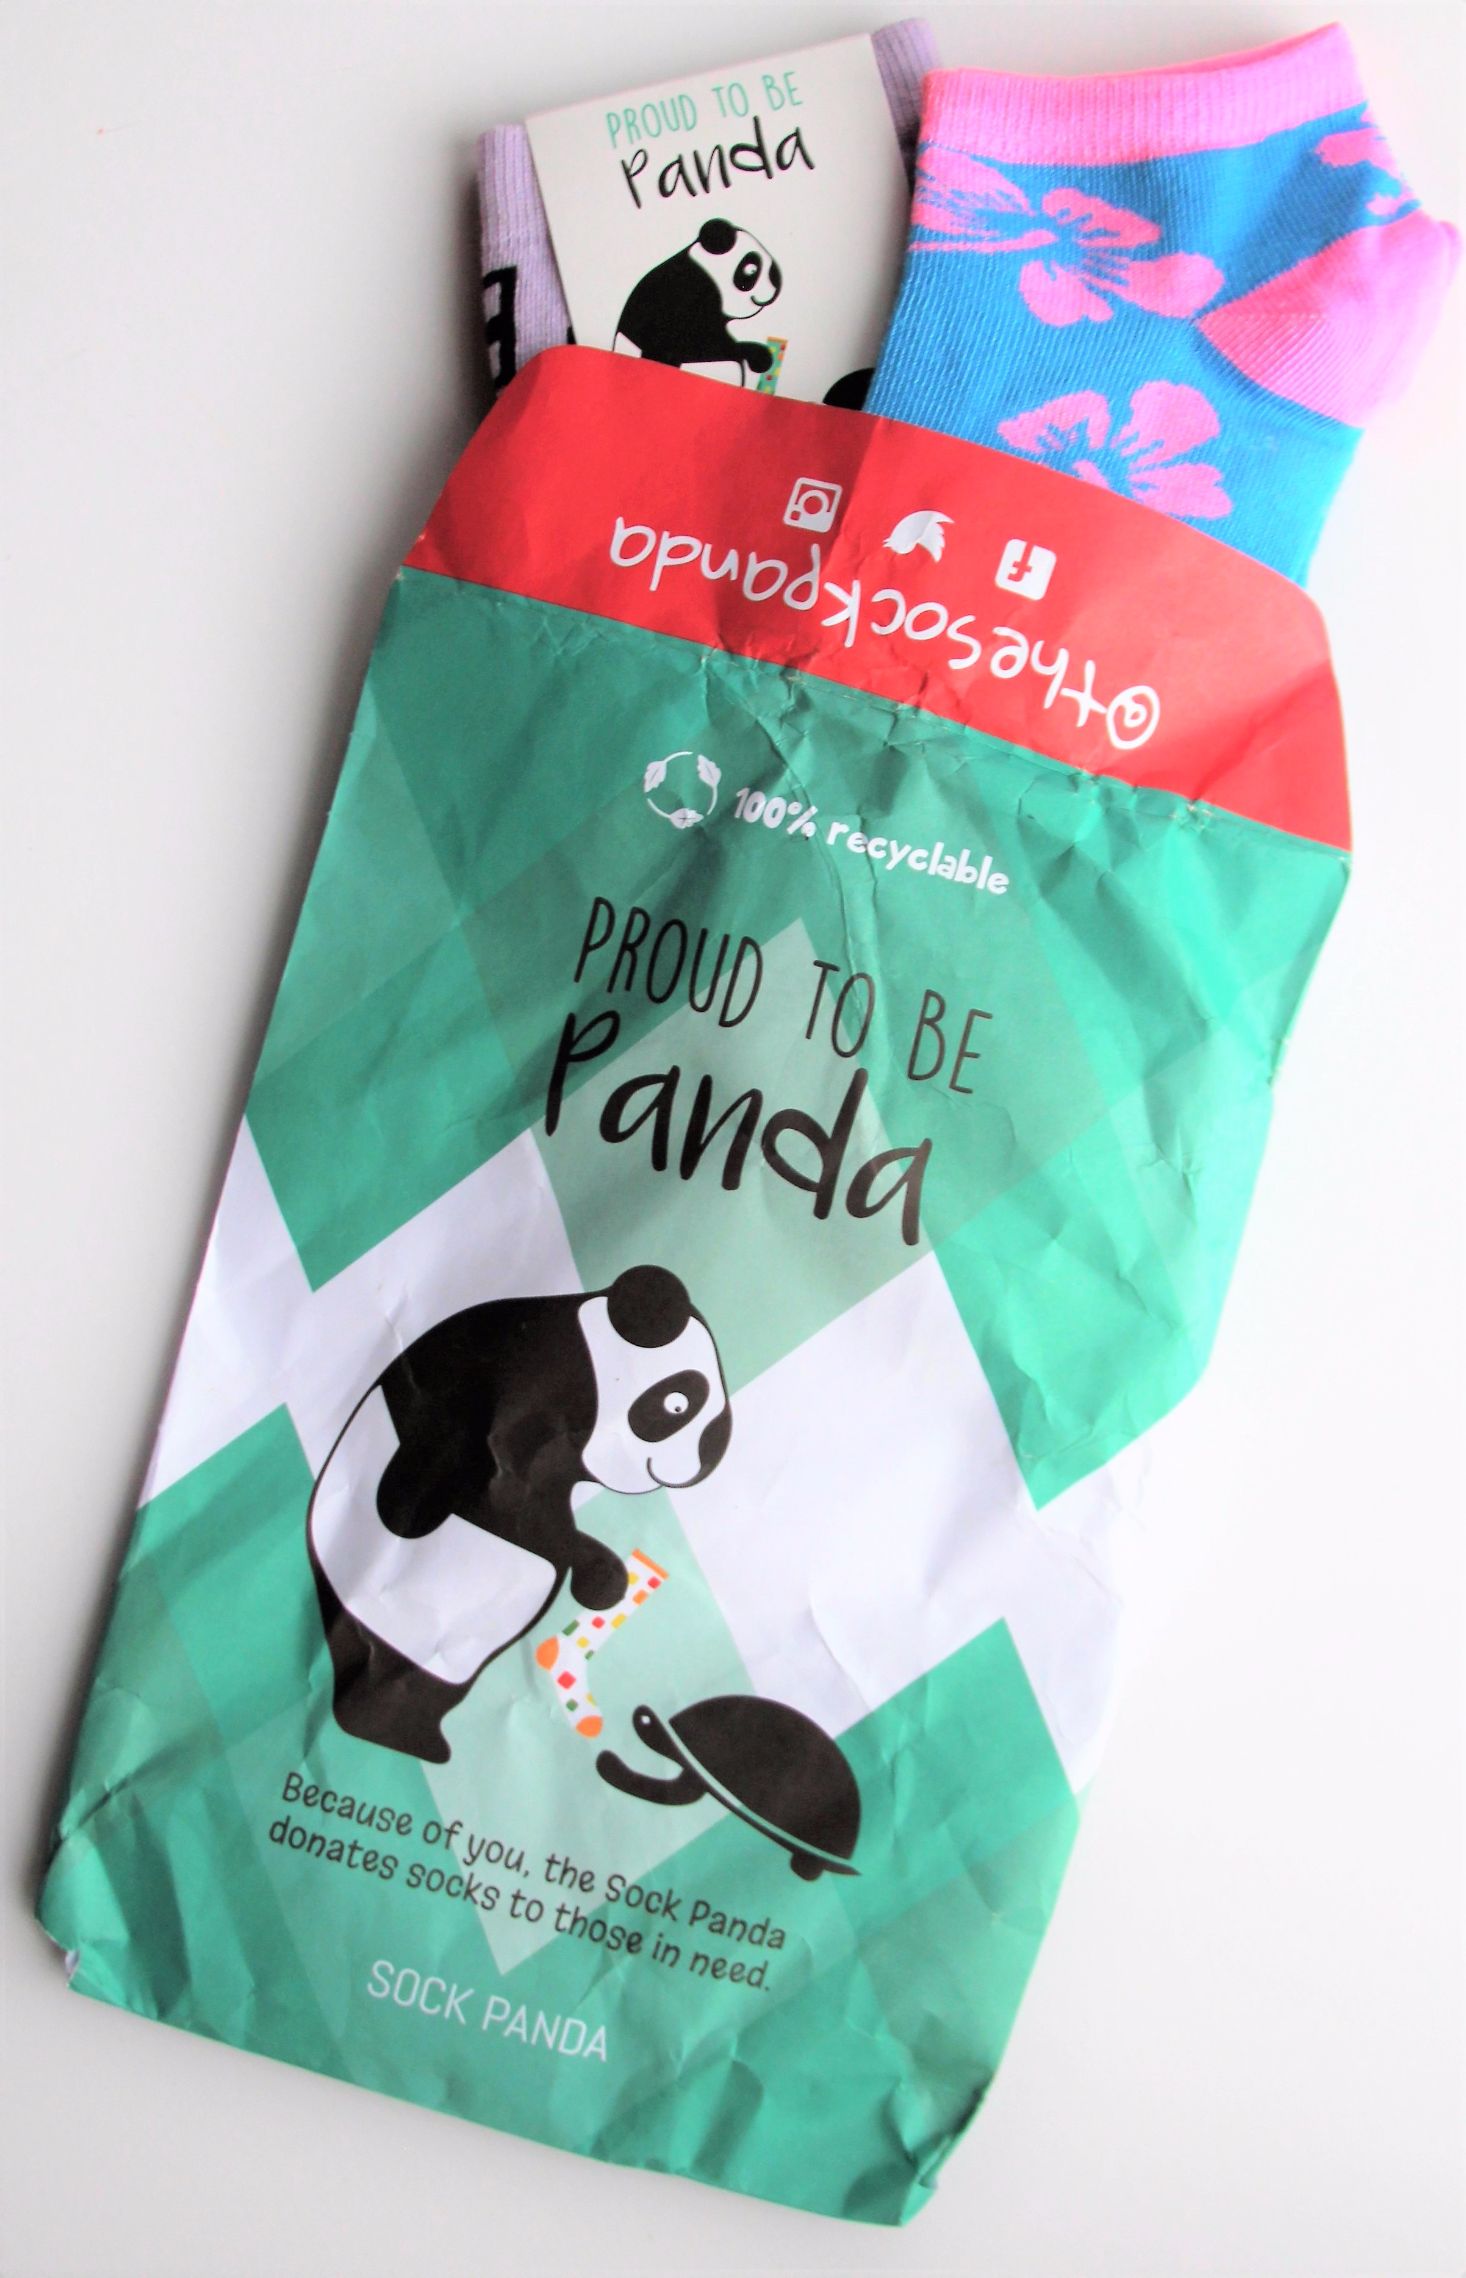 PROUD TO BE
Panda
@thesockpanda
100% recyclable
PROUD TO BE
Panda
Because of you, the Sock Panda
donates socks to those in need.
SOCK PANDA